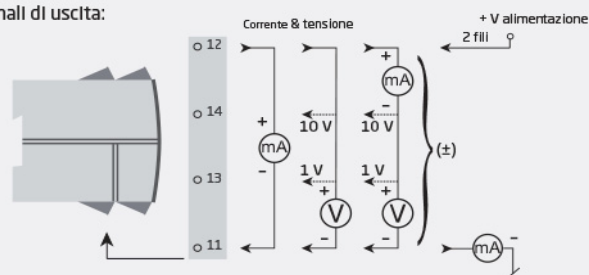 nali di uscita:
Corrente & tensione
+ V alimentazione
2 fili
12
+
mA
-
14
+
mA
-
10 V
10 V
(±)
13
1 V
+
V
-
1 V
+
V
-
11
mA
-